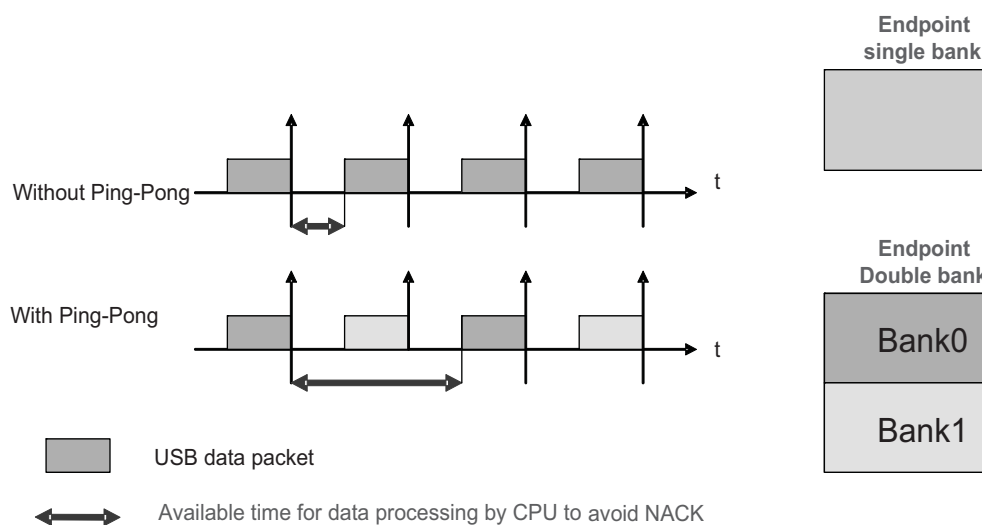 Endpoint
single bank
Without Ping-Pong
t
Endpoint
Double bank
With Ping-Pong
t
Bank0
Bank1
USB data packet
Available time for data processing by CPU to avoid NACK